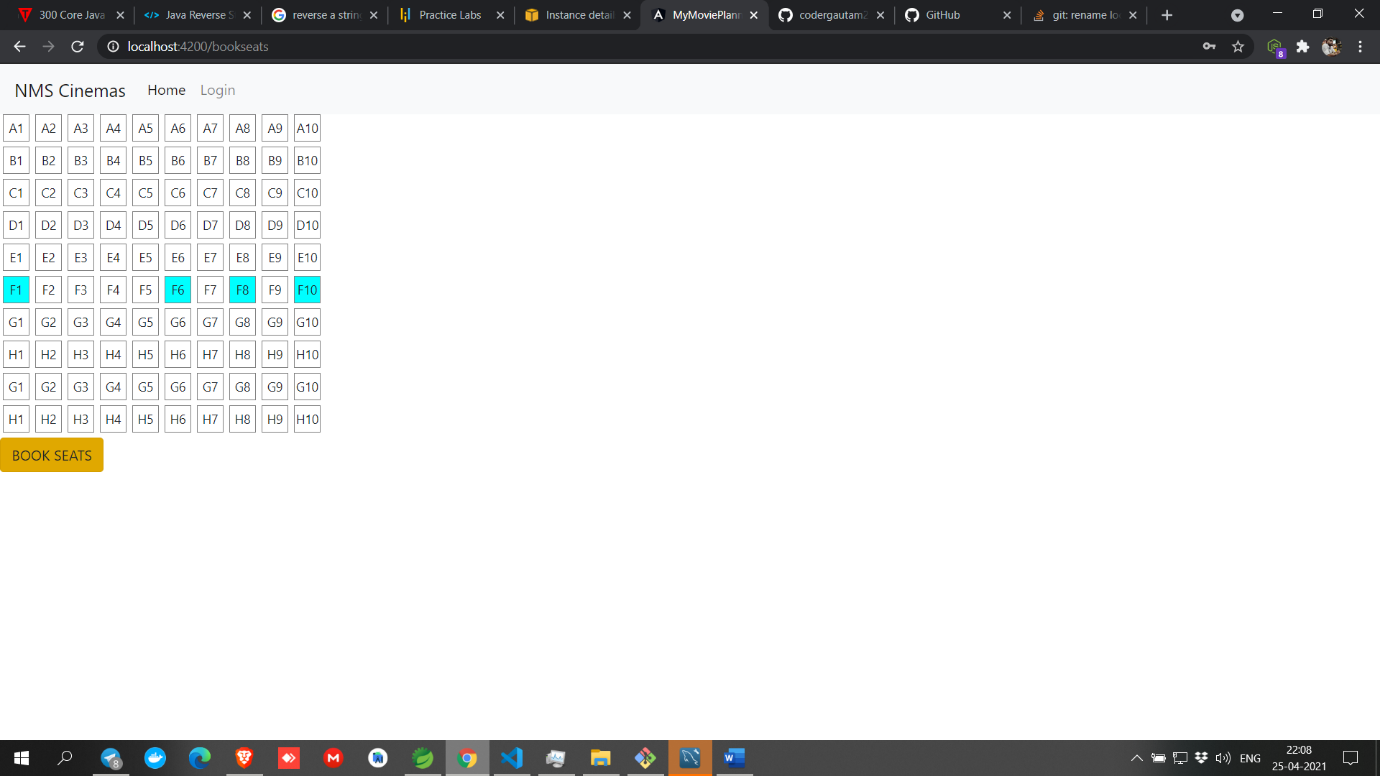 300 Core Java
Java Reverse S
reverse a string
Practice Labs
Instance detail
MyMoviePlann
codergautam2
GitHub
git: rename lo
localhost:4200/bookseats
8
NMS Cinemas Home Login
A1 A2 A3 A4 A5 A6 A7 A8 A9 A10
B1 B2 B3 B4 B5 B6 B7 B8 B9 B10
C1 C2 C3 C4 C5 C6 C7 C8 C9 C10
D1 D2 D3 D4 D5 D6 D7 D8 D9 D10
E1 E2 E3 E4 E5 E6 E7 E8 E9 E10
F1 F2 F3 F4 F5 F6 F7 F8 F9 F10
G1 G2 G3 G4 G5 G6 G7 G8 G9 G10
H1 H2 H3 H4 H5 H6 H7 H8 H9 H10
G1 G2 G3 G4 G5 G6 G7 G8 G9 G10
H1 H2 H3 H4 H5 H6 H7 H8 H9 H10
BOOK SEATS
8
ENG
22:08
25-04-2021